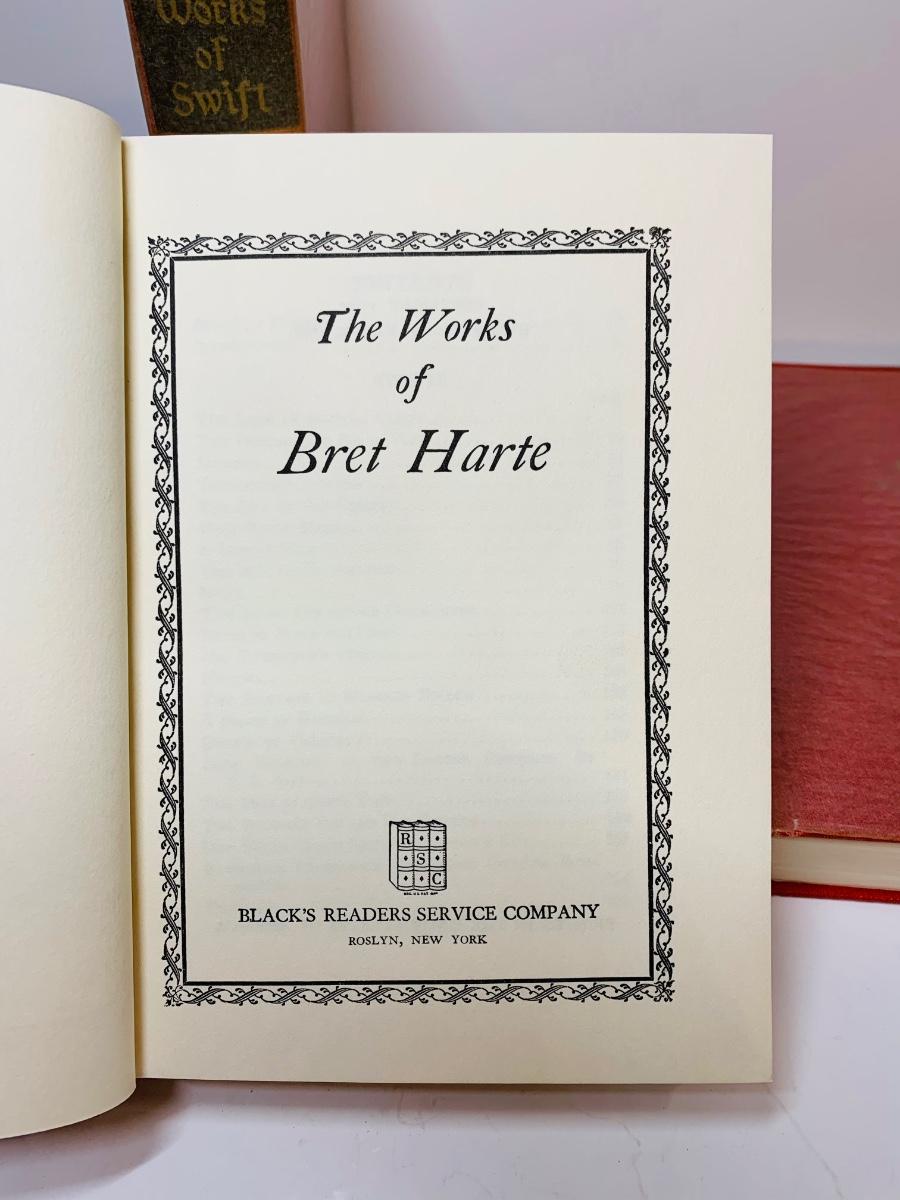 Works
of
Swift
The Works
of
Bret Harte
R
S
C
BLACK'S READERS SERVICE COMPANY
ROSLYN, NEW YORK